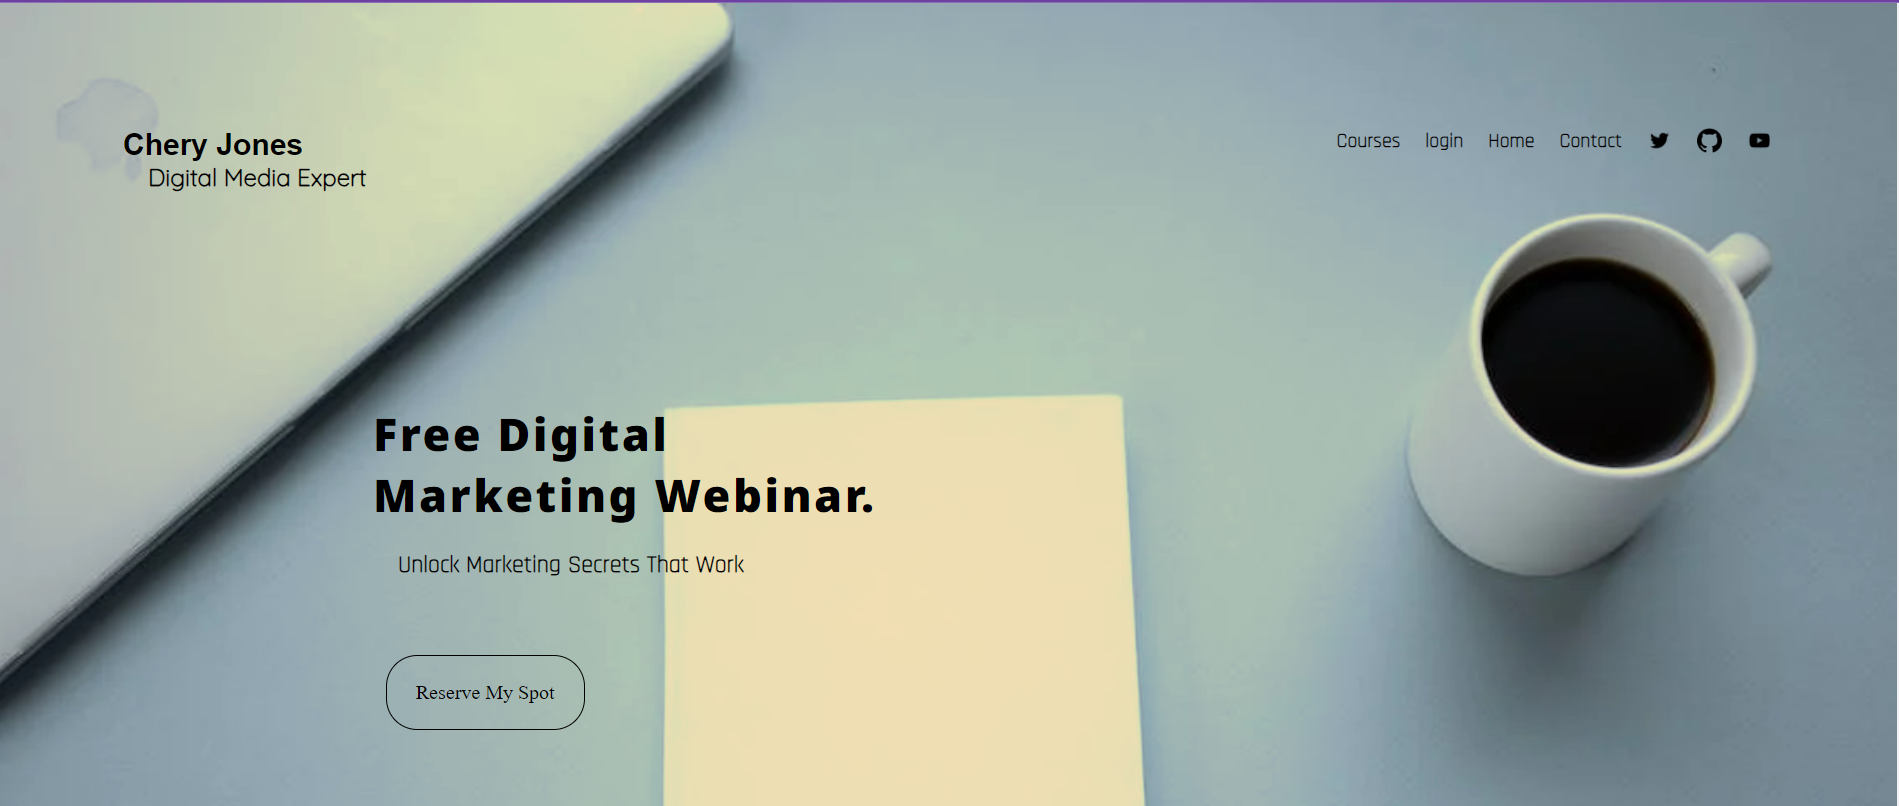 Chery Jones
Digital Media Expert
Courses login Home Contact
Free Digital
Marketing Webinar.
Unlock Marketing Secrets That Work
Reserve My Spot